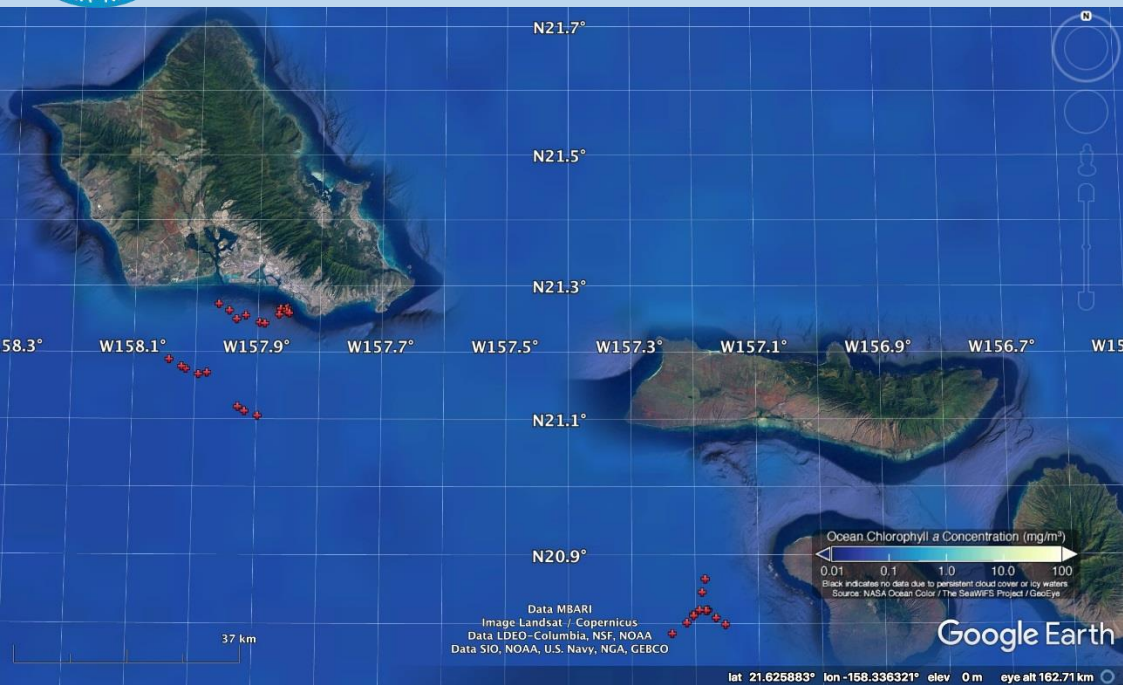 N
N21.7°
N21.5°
N21.3°
58.3°
W158.1°
W157.9°
W157.7°
W157.5°
W157.3°
W157.1°
W156.9°
W156.7°
W15
N21.1°
N20.9°
Ocean Chlorophyll a Concentration (mg/m³)
0.01 0.1 1.0 10.0 100
Black indicates no data due to persistent cloud cover or icy waters
Source: NASA Ocean Color / The SeaWiFS Project / GeoEye
Data MBARI
Image Landsat / Copernicus
Data LDEO-Columbia, NSF, NOAA
Data SIO, NOAA, U.S. Navy, NGA, GEBCO
37 km
Google Earth
lat 21.625883° lon -158.336321° elev 0 m eye alt 162.71 km